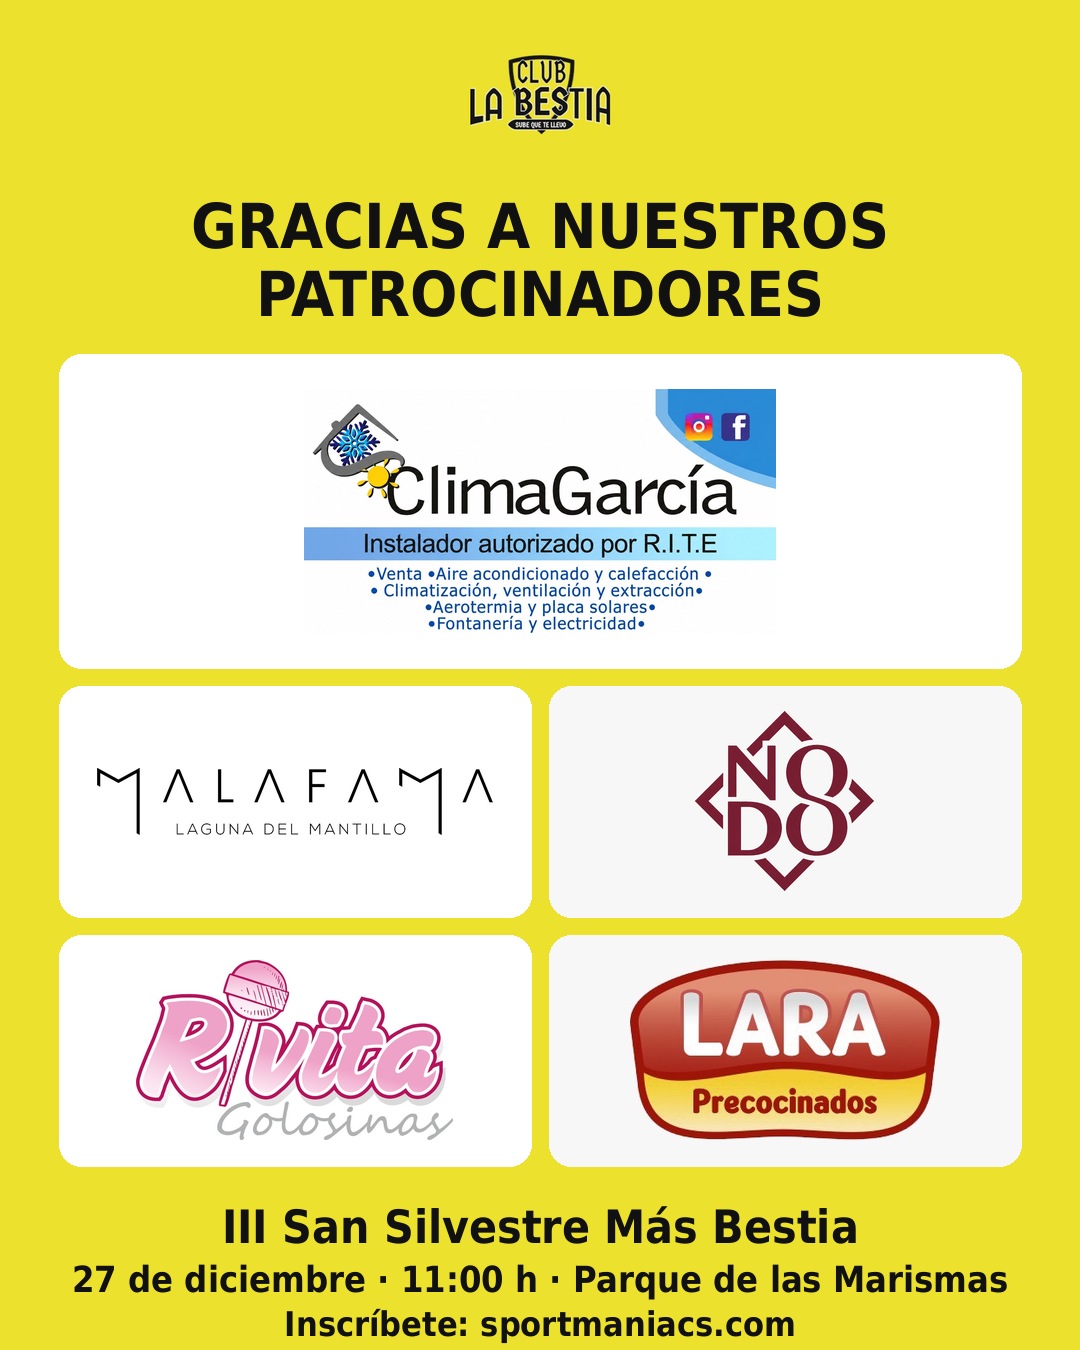 CLUB
LA BESTIA
SUBE QUE TE LLEVO
GRACIAS A NUESTROS
PATROCINADORES
ClimaGarcía
Instalador autorizado por R.I.T.E
•Venta •Aire acondicionado y calefacción •
• Climatización, ventilación y extracción•
•Aerotermia y placa solares•
•Fontanería y electricidad•
MALAFAMA
LAGUNA DEL MANTILLO
NO
DO
Rivita
Golosinas
LARA
Precocinados
III San Silvestre Más Bestia
27 de diciembre · 11:00 h · Parque de las Marismas
Inscríbete: sportmaniacs.com